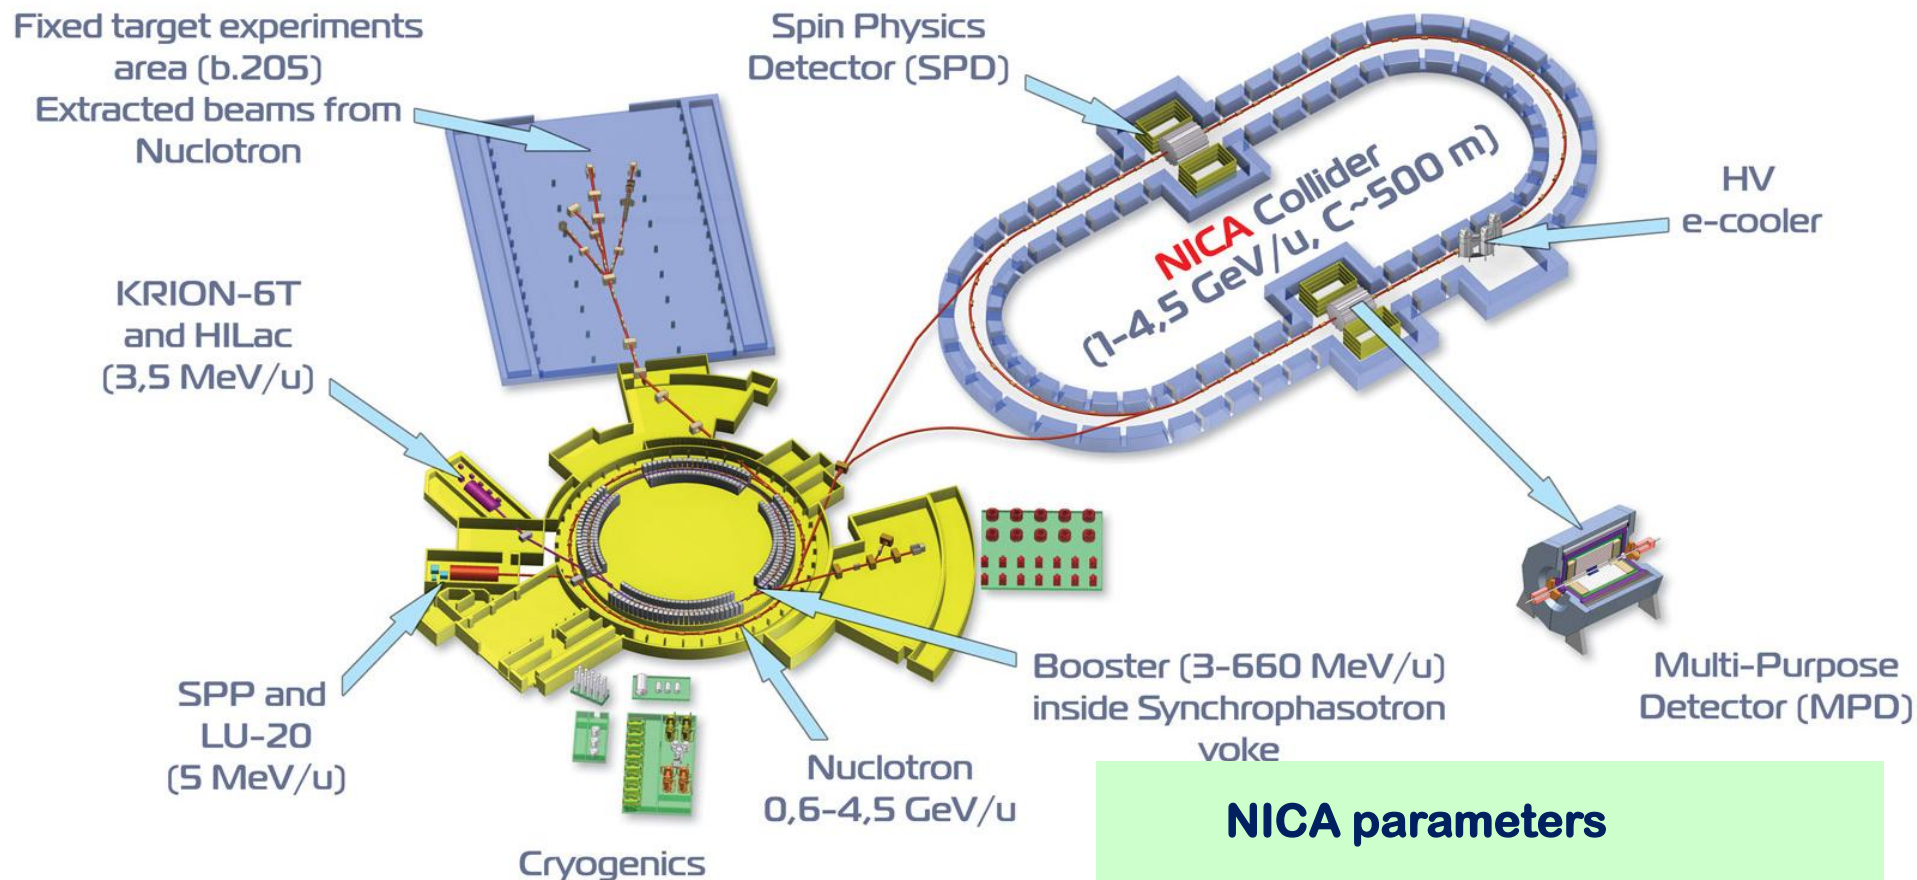 Fixed target experiments
area (b.205)
Extracted beams from
Nuclotron
Spin Physics
Detector (SPD)
HV
e-cooler
NICA Collider
(1-4,5 GeV/u, C~500 m)
KRION-6T
and HILac
(3,5 MeV/u)
SPP and
LU-20
(5 MeV/u)
Booster (3-660 MeV/u)
inside Synchrophasotron
yoke
Multi-Purpose
Detector (MPD)
Nuclotron
0,6-4,5 GeV/u
Cryogenics
NICA parameters